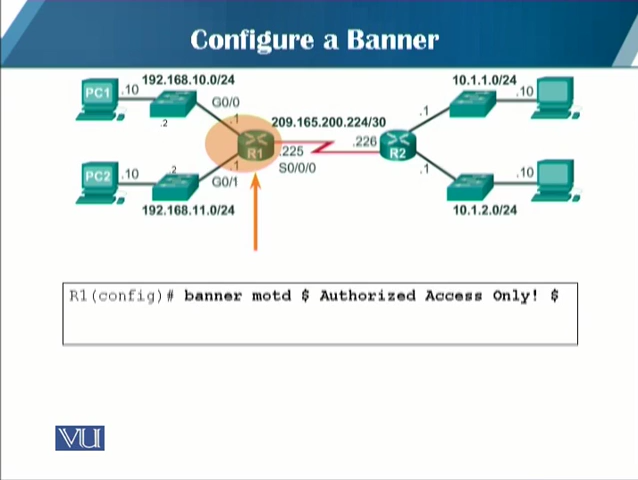 Configure a Banner
192.168.10.0/24
10.1.1.0/24
PC1
.10
G0/0
.10
.1
.2
.1
209.165.200.224/30
R1
.225
.226
R2
S0/0/0
PC2
.10
.2
.1
G0/1
.1
.10
192.168.11.0/24
10.1.2.0/24
R1(config)# banner motd $ Authorized Access Only! $
VU